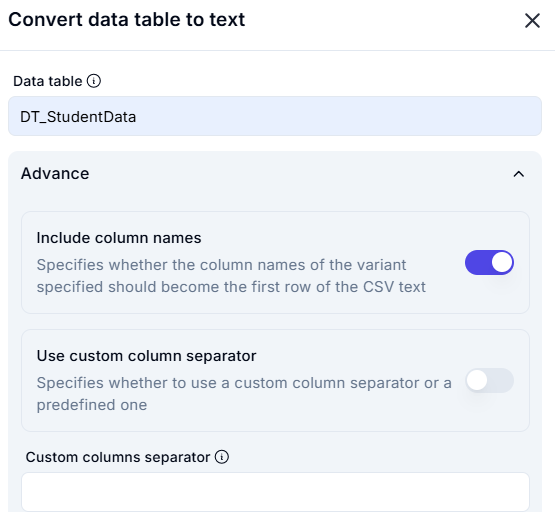 Convert data table to text
Data table
DT_StudentData
Advance
Include column names
Specifies whether the column names of the variant
specified should become the first row of the CSV text
Use custom column separator
Specifies whether to use a custom column separator or a
predefined one
Custom columns separator